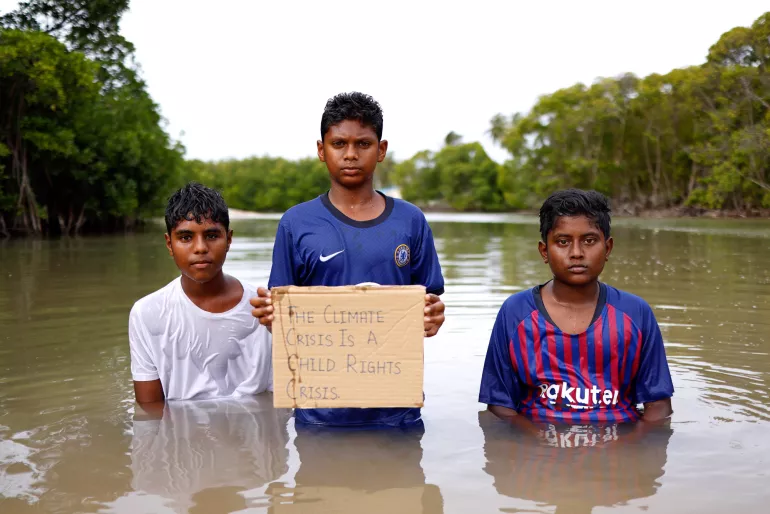 THE CLIMATE
CRISIS IS A
CHILD RIGHTS
CRISIS.
Rakuten